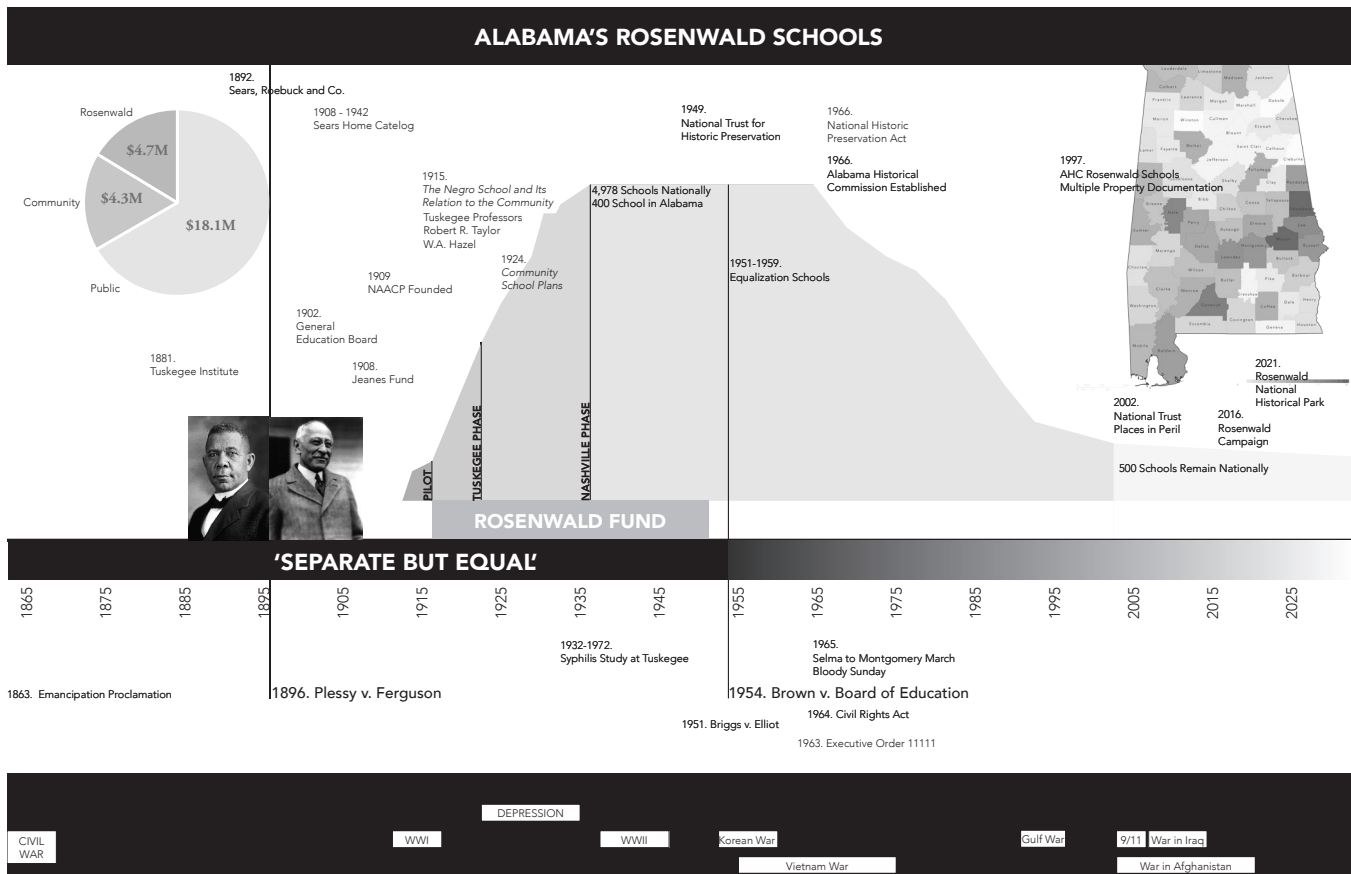 ALABAMA'S ROSENWALD SCHOOLS
1892.
Sears, Roebuck and Co.
Rosenwald
$4.7M
Community
$4.3M
$18.1M
Public
1908 - 1942
Sears Home Catelog
1915.
The Negro School and Its
Relation to the Community
Tuskegee Professors
Robert R. Taylor
W.A. Hazel
1924.
Community
School Plans
1909
NAACP Founded
1902.
General
Education Board
1908.
Jeanes Fund
1881.
Tuskegee Institute
1949.
National Trust for
Historic Preservation
1966.
National Historic
Preservation Act
1966.
Alabama Historical
Commission Established
4,978 Schools Nationally
400 School in Alabama
1951-1959.
Equalization Schools
1997.
AHC Rosenwald Schools
Multiple Property Documentation
2021.
Rosenwald
National
Historical Park
2002.
National Trust
Places in Peril
2016.
Rosenwald
Campaign
500 Schools Remain Nationally
PILOT
TUSKEGEE PHASE
NASHVILLE PHASE
ROSENWALD FUND
'SEPARATE BUT EQUAL'
1865
1875
1885
1895
1905
1915
1925
1935
1945
1955
1965
1975
1985
1995
2005
2015
2025
1932-1972.
Syphilis Study at Tuskegee
1965.
Selma to Montgomery March
Bloody Sunday
1863. Emancipation Proclamation
1896. Plessy v. Ferguson
1954. Brown v. Board of Education
1964. Civil Rights Act
1951. Briggs v. Elliot
1963. Executive Order 11111
DEPRESSION
CIVIL
WAR
WWI
WWII
Korean War
Gulf War
9/11
War in Iraq
Vietnam War
War in Afghanistan